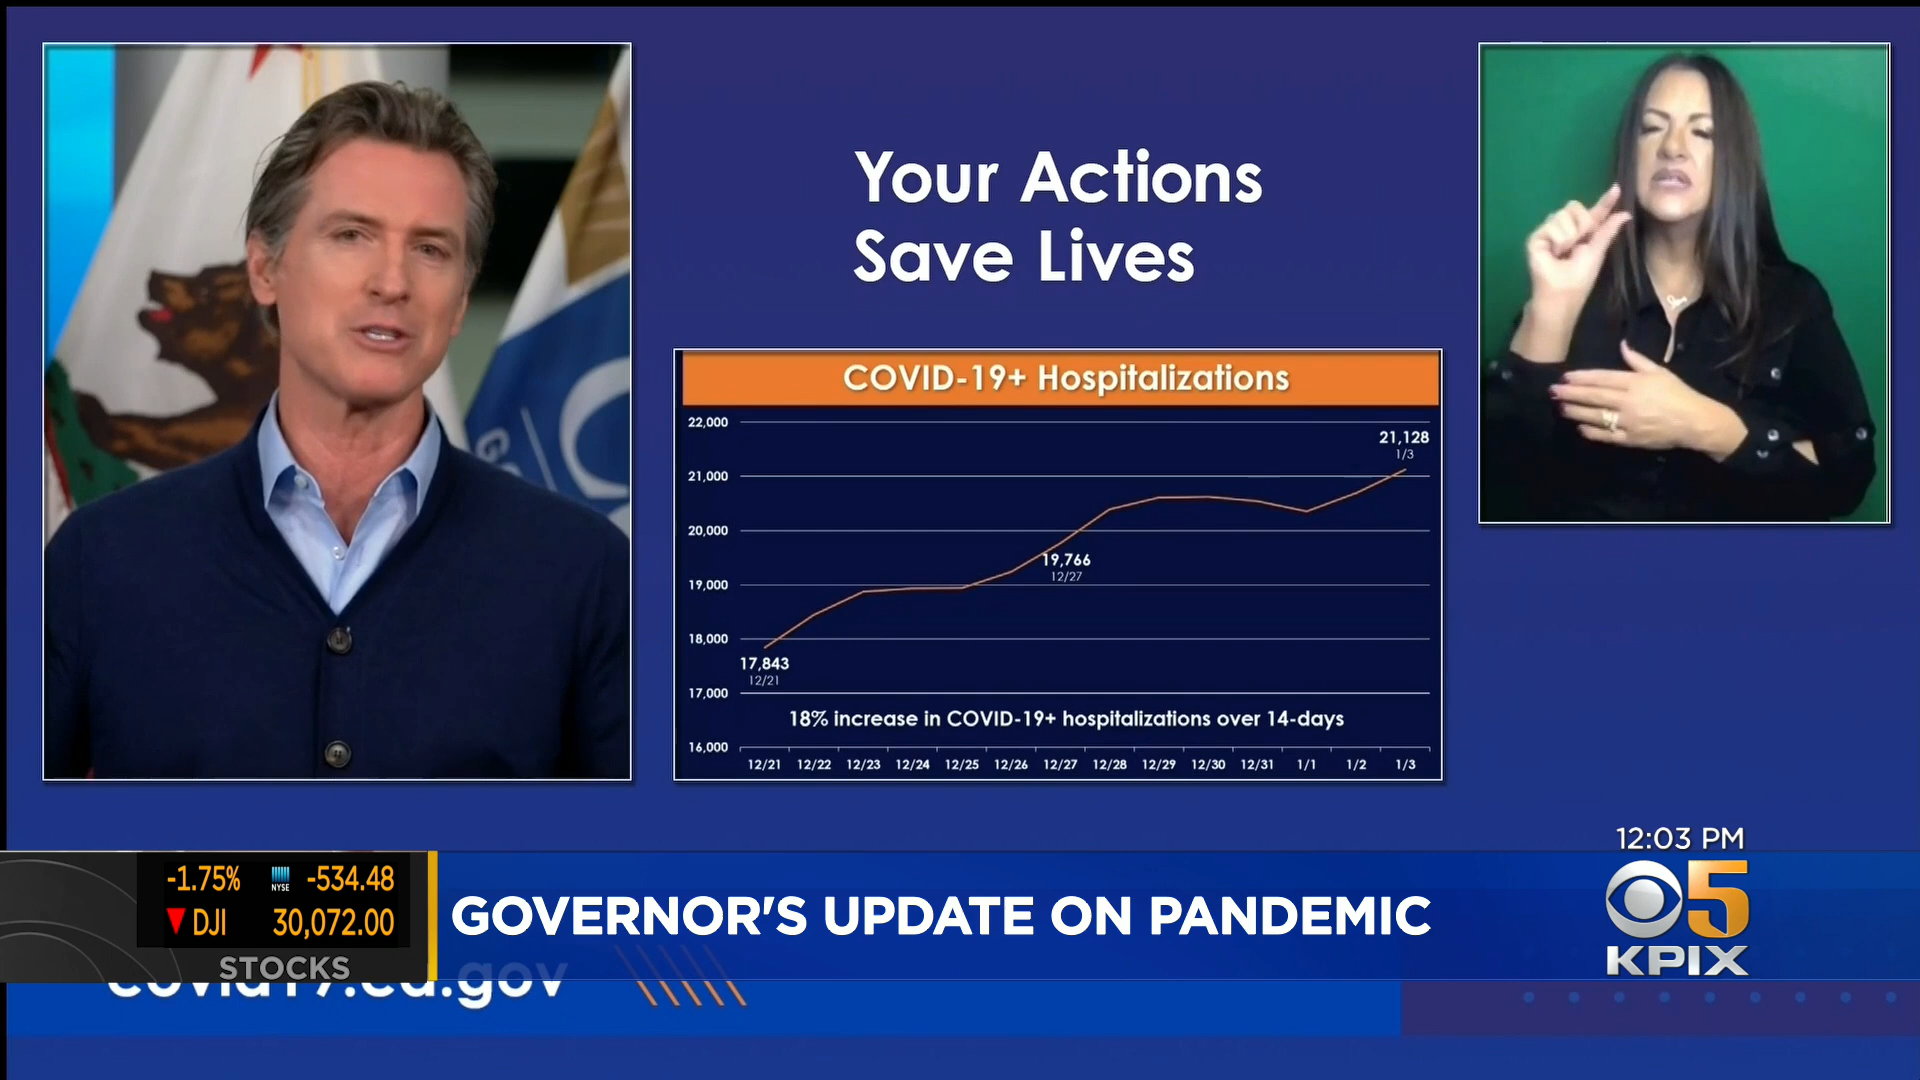 Your Actions
Save Lives
COVID-19+ Hospitalizations
22,000
21,128
1/3
21,000
20,000
19,766
12/27
19,000
18,000
17,843
12/21
17,000
18% increase in COVID-19+ hospitalizations over 14-days
16,000
12/21 12/22 12/23 12/24 12/25 12/26 12/27 12/28 12/29 12/30 12/31 1/1 1/2 1/3
12:03 PM
-1.75% NYSE -534.48
DJI 30,072.00
STOCKS
GOVERNOR'S UPDATE ON PANDEMIC
5
KPIX
covid19.ca.gov